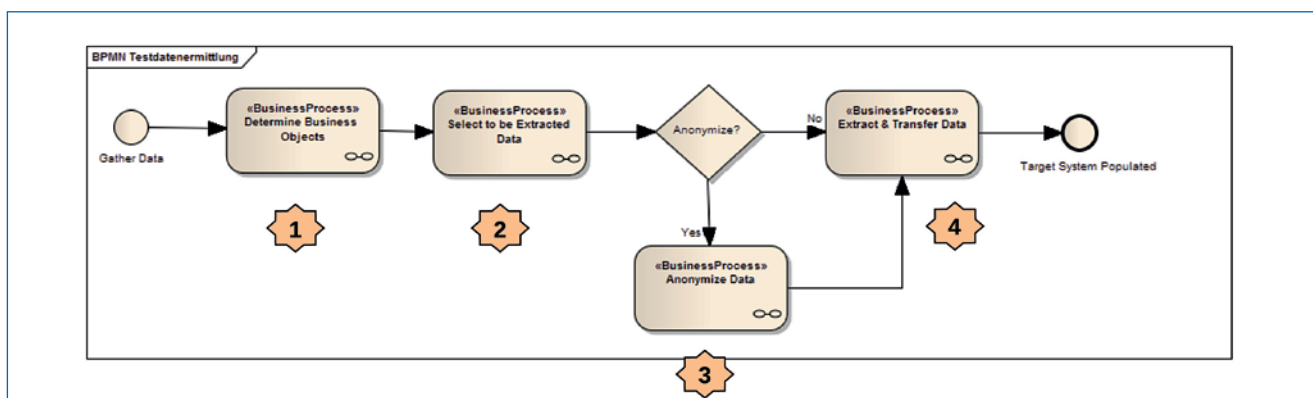 BPMN Testdatenermittlung
Gather Data
«BusinessProcess»
Determine Business
Objects
1
«BusinessProcess»
Select to be Extracted
Data
2
Anonymize?
No
Yes
«BusinessProcess»
Anonymize Data
3
«BusinessProcess»
Extract & Transfer Data
4
Target System Populated